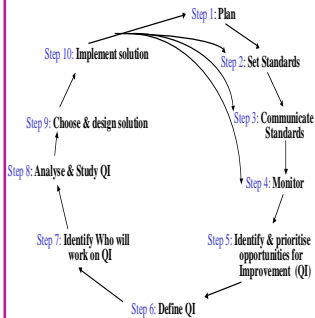 Step 1: Plan
Step 2: Set Standards
Step 3: Communicate
Standards
Step 4: Monitor
Step 5: Identify & prioritise
opportunities for
Improvement (QI)
Step 6: Define QI
Step 7: Identify Who will
work on QI
Step 8: Analyse & Study QI
Step 9: Choose & design solution
Step 10: Implement solution